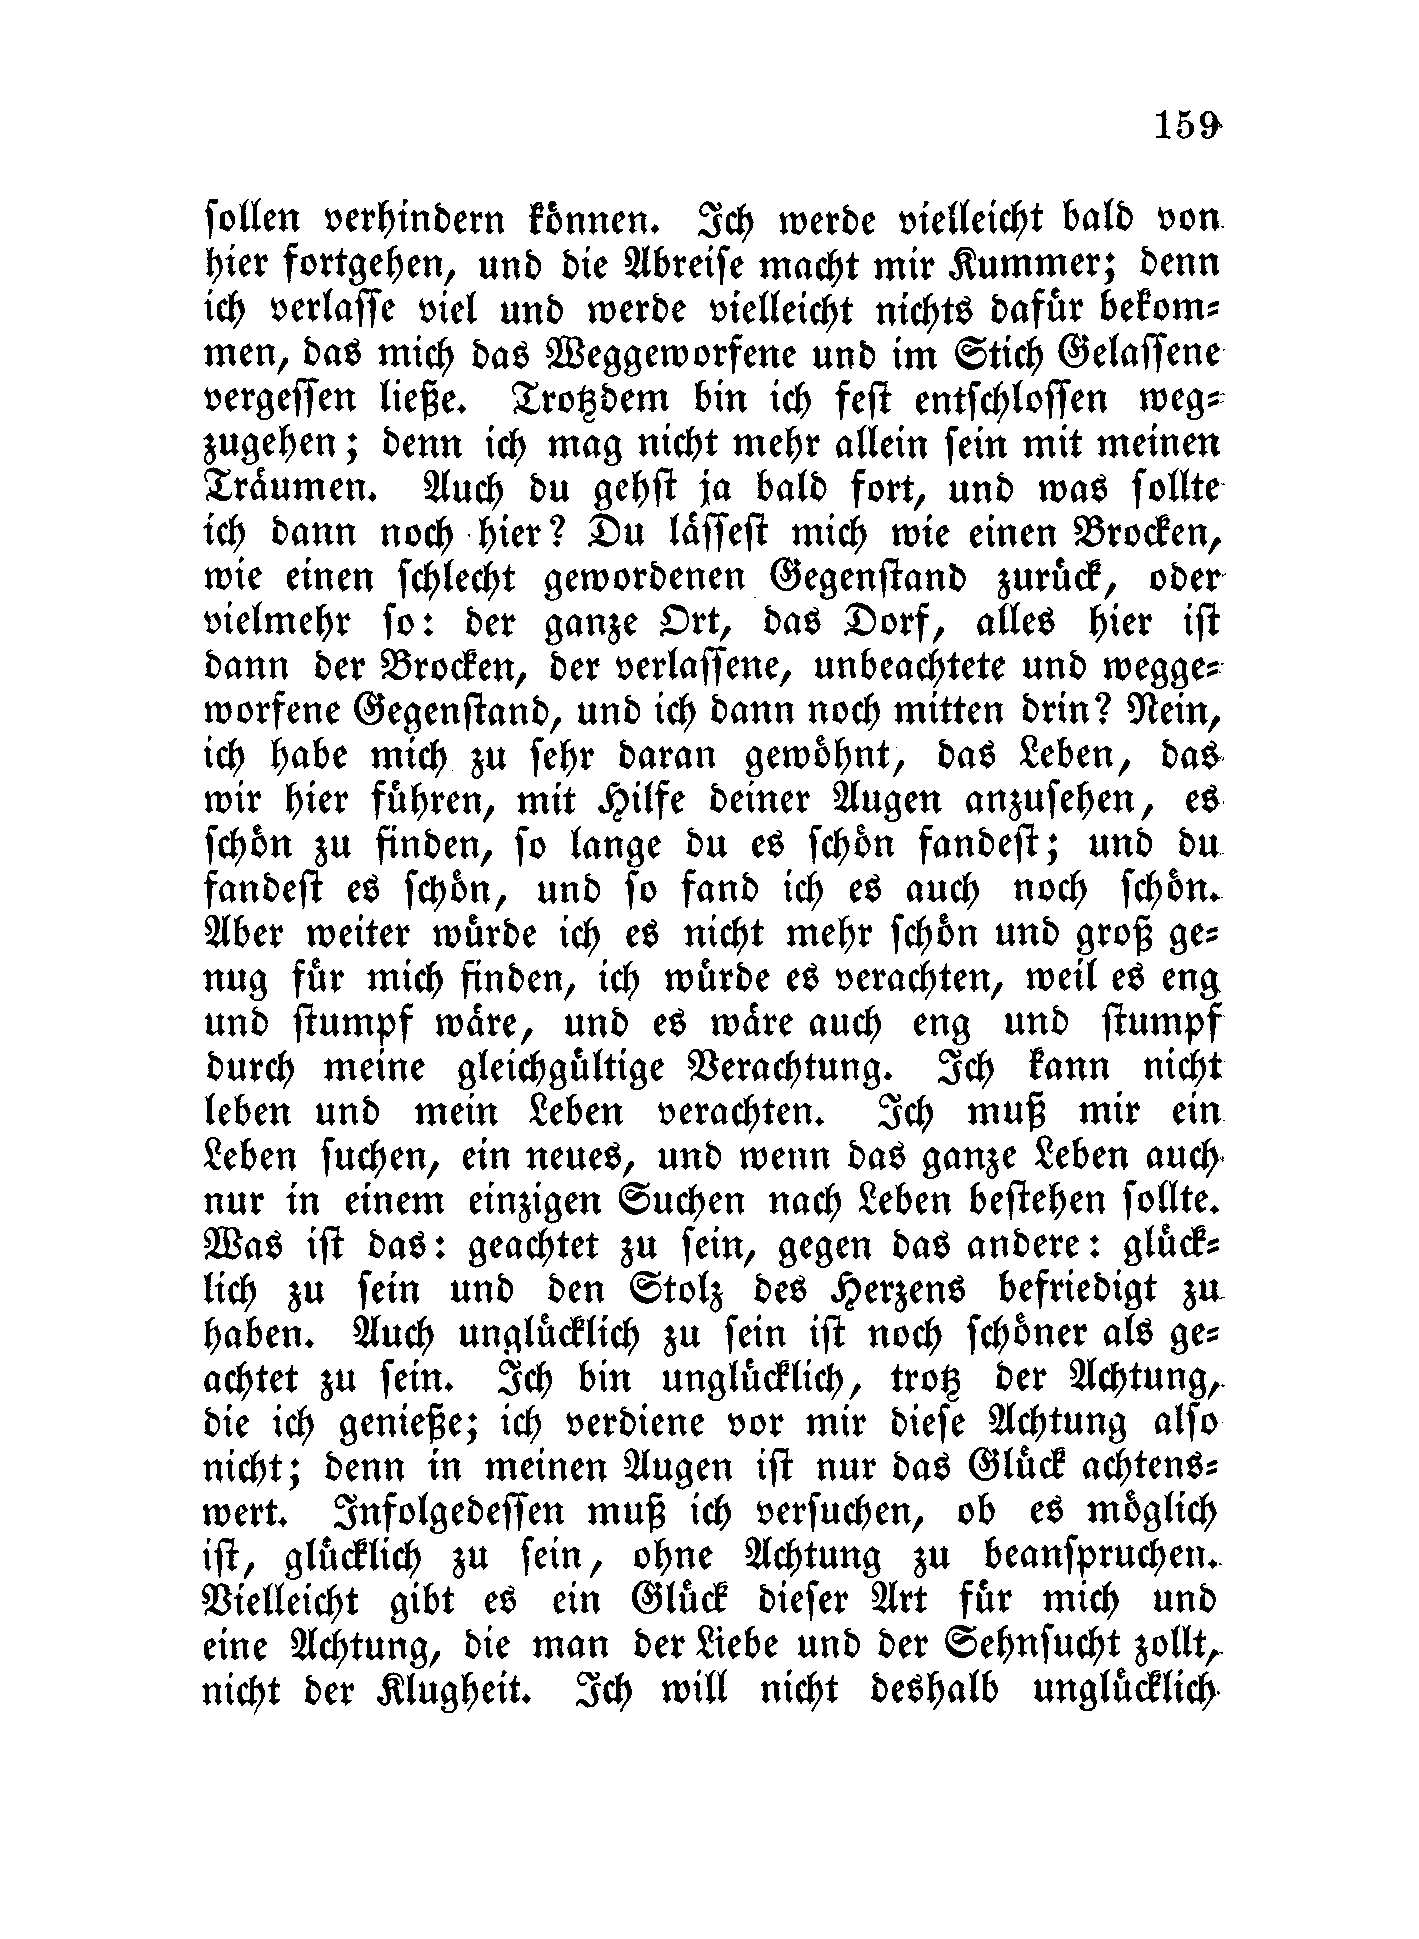 159
sollen verhindern können. Ich werde vielleicht bald von
hier fortgehen, und die Abreise macht mir Kummer; denn
ich verlasse viel und werde vielleicht nichts dafür bekom-
men, das mich das Weggeworfene und im Stich Gelassene
vergessen ließe. Trotzdem bin ich fest entschlossen weg-
zugehen; denn ich mag nicht mehr allein sein mit meinen
Träumen. Auch du gehst ja bald fort, und was sollte
ich dann noch hier? Du lässest mich wie einen Brocken,
wie einen schlecht gewordenen Gegenstand zurück, oder
vielmehr so: der ganze Ort, das Dorf, alles hier ist
dann der Brocken, der verlassene, unbeachtete und wegge-
worfene Gegenstand, und ich dann noch mitten drin? Nein,
ich habe mich zu sehr daran gewöhnt, das Leben, das
wir hier führen, mit Hilfe deiner Augen anzusehen, es
schön zu finden, so lange du es schön fandest; und du
fandest es schön, und so fand ich es auch noch schön.
Aber weiter würde ich es nicht mehr schön und groß ge-
nug für mich finden, ich würde es verachten, weil es eng
und stumpf wäre, und es wäre auch eng und stumpf
durch meine gleichgültige Verachtung. Ich kann nicht
leben und mein Leben verachten. Ich muß mir ein
Leben suchen, ein neues, und wenn das ganze Leben auch
nur in einem einzigen Suchen nach Leben bestehen sollte.
Was ist das: geachtet zu sein, gegen das andere: glück-
lich zu sein und den Stolz des Herzens befriedigt zu
haben. Auch unglücklich zu sein ist noch schöner als ge-
achtet zu sein. Ich bin unglücklich, trotz der Achtung,
die ich genieße; ich verdiene vor mir diese Achtung also
nicht; denn in meinen Augen ist nur das Glück achtens-
wert. Infolgedessen muß ich versuchen, ob es möglich
ist, glücklich zu sein, ohne Achtung zu beanspruchen.
Vielleicht gibt es ein Glück dieser Art für mich und
eine Achtung, die man der Liebe und der Sehnsucht zollt,
nicht der Klugheit. Ich will nicht deshalb unglücklich